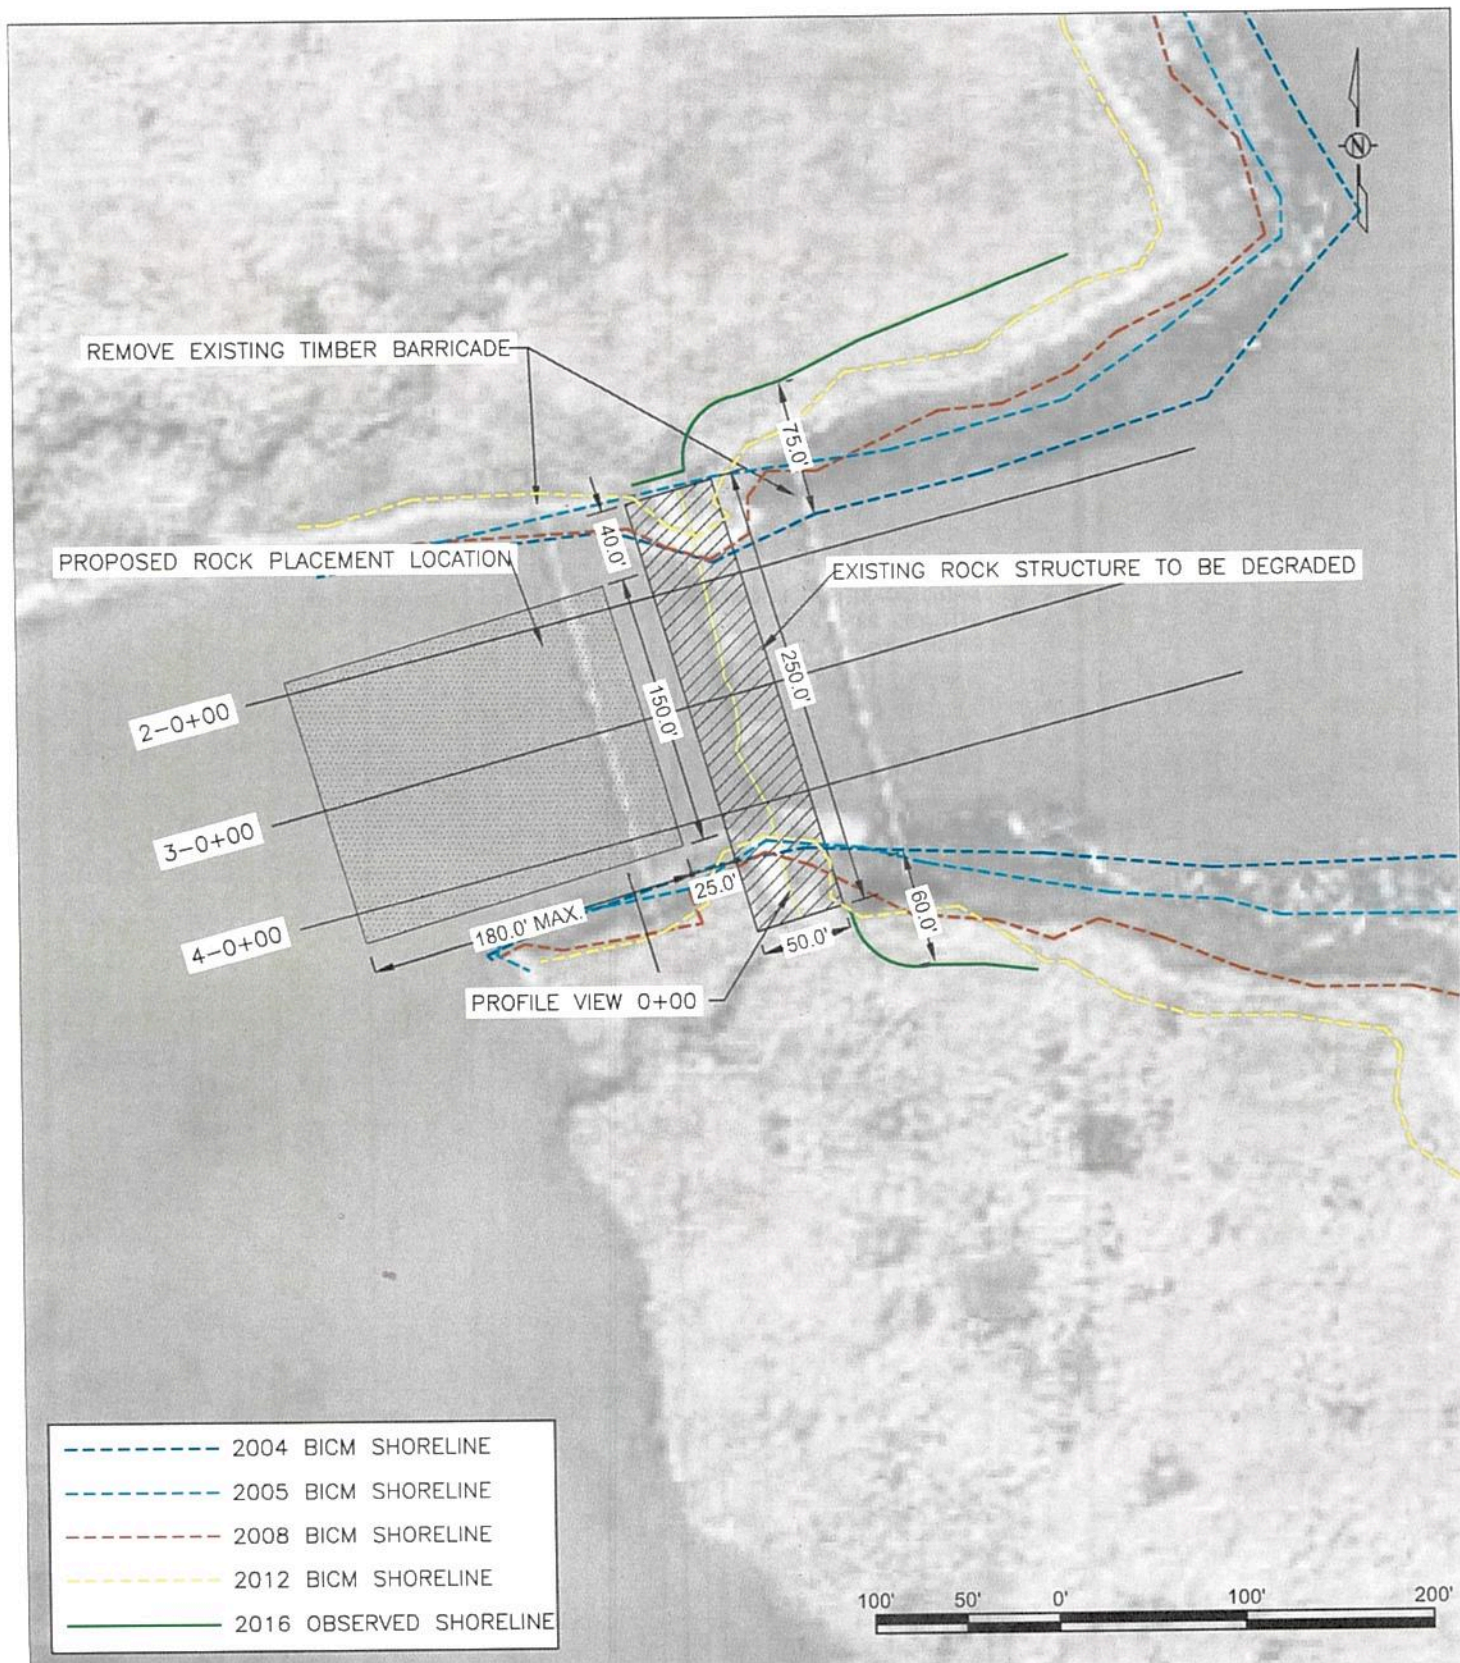 N
REMOVE EXISTING TIMBER BARRICADE
75.0'
40.0'
PROPOSED ROCK PLACEMENT LOCATION
EXISTING ROCK STRUCTURE TO BE DEGRADED
250.0'
150.0'
2-0+00
3-0+00
4-0+00
25.0'
60.0'
180.0' MAX.
50.0'
PROFILE VIEW 0+00
2004 BICM SHORELINE
2005 BICM SHORELINE
2008 BICM SHORELINE
2012 BICM SHORELINE
2016 OBSERVED SHORELINE
100' 50' 0' 100' 200'